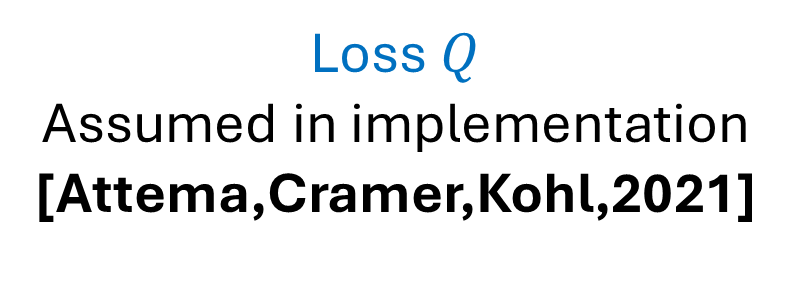 Loss 𝑄
Assumed in implementation
[Attema,Cramer,Kohl,2021]